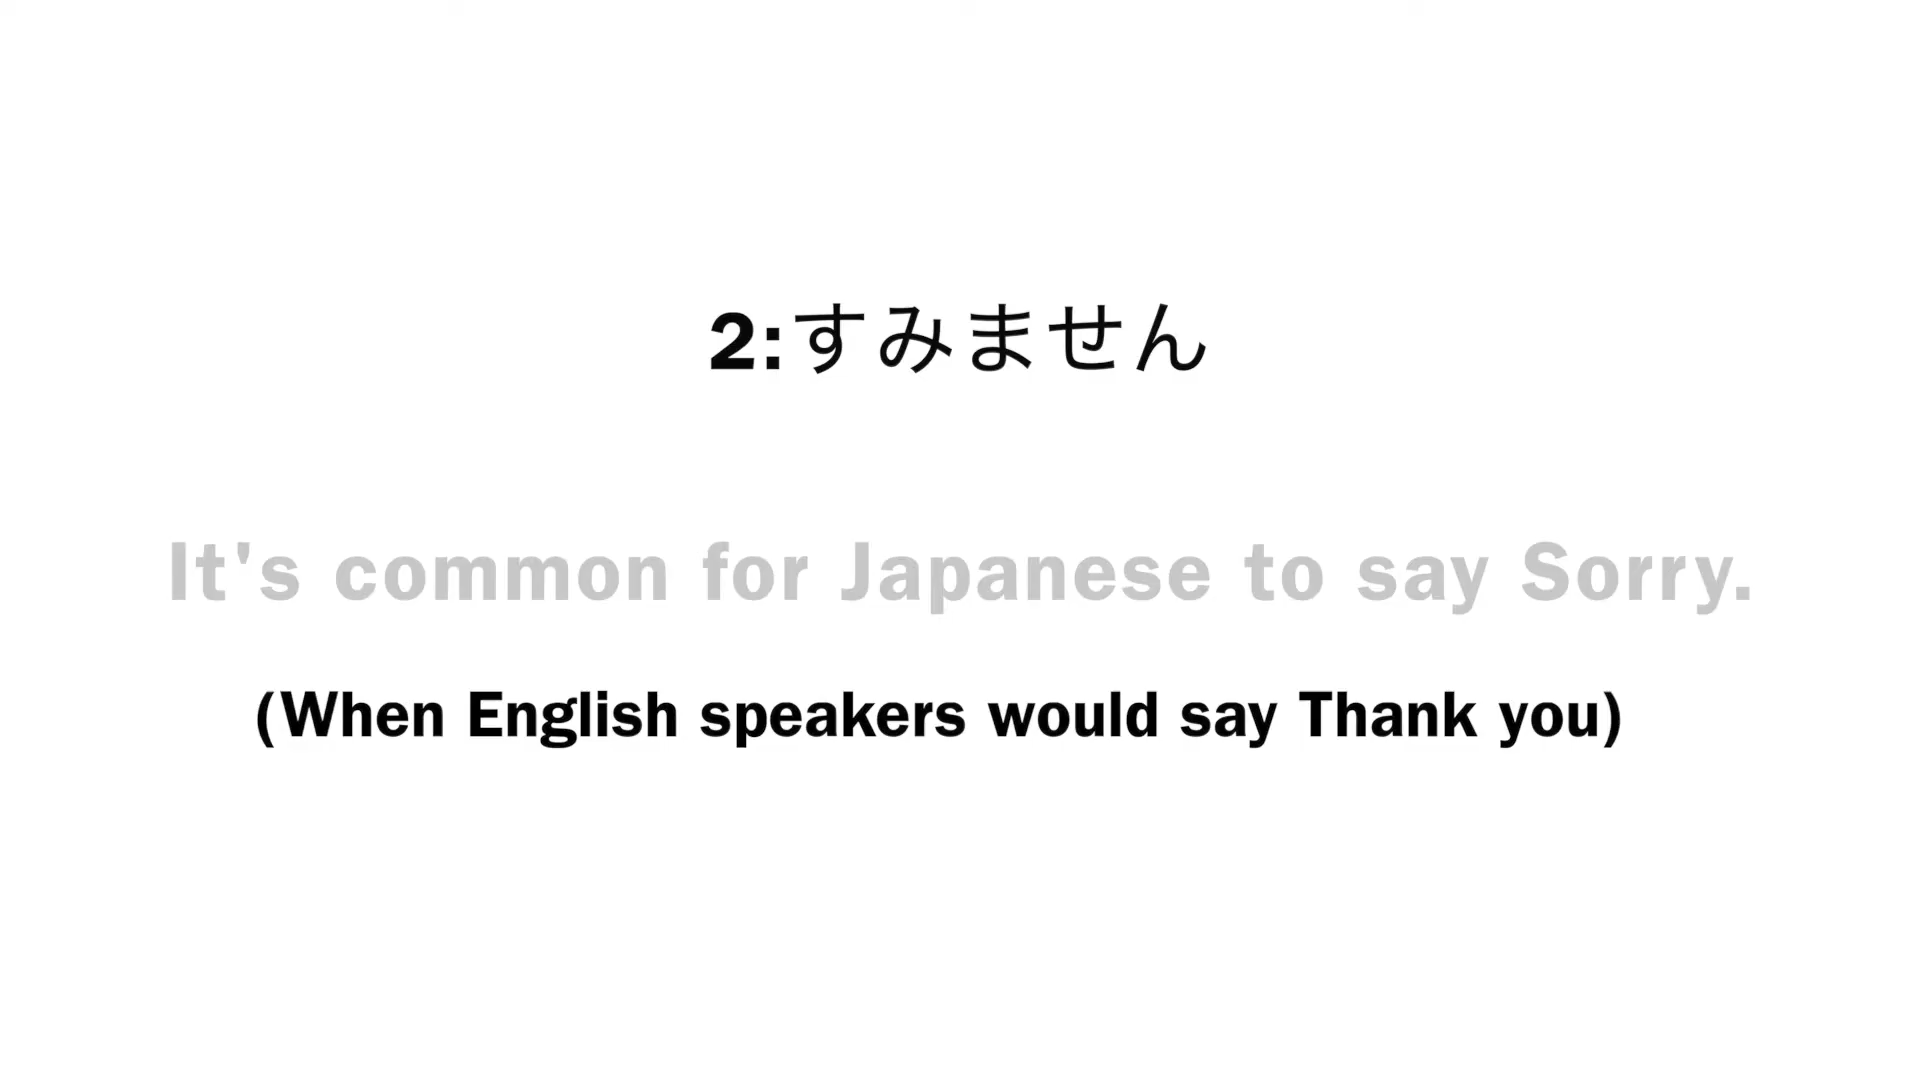 2:すみません
It's common for Japanese to say Sorry.
(When English speakers would say Thank you)